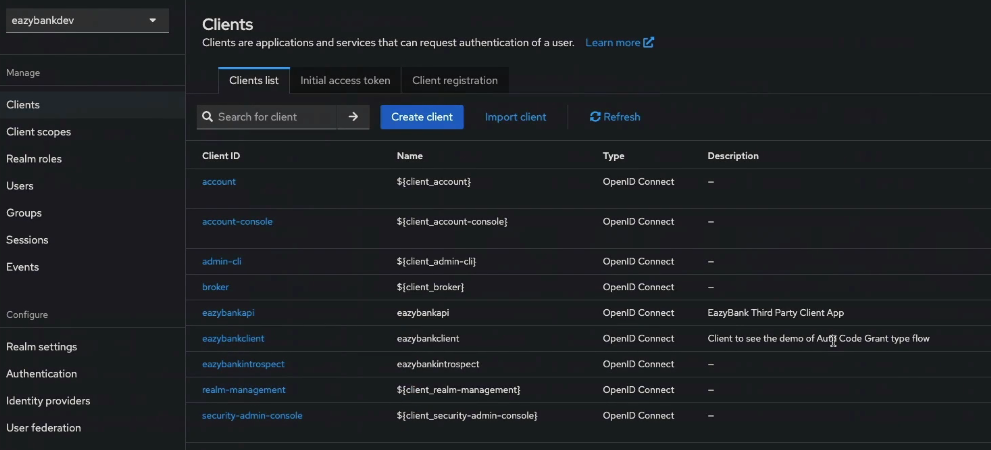 eazybankdev
Manage
Clients
Client scopes
Realm roles
Users
Groups
Sessions
Events
Configure
Realm settings
Authentication
Identity providers
User federation
Clients
Clients are applications and services that can request authentication of a user. Learn more
Clients list Initial access token Client registration
Search for client Create client Import client Refresh
Client ID Name Type Description
account ${client_account} OpenID Connect –
account-console ${client_account-console} OpenID Connect –
admin-cli ${client_admin-cli} OpenID Connect –
broker ${client_broker} OpenID Connect –
eazybankapi eazybankapi OpenID Connect EazyBank Third Party Client App
eazybankclient eazybankclient OpenID Connect Client to see the demo of Auth Code Grant type flow
eazybankintrospect eazybankintrospect OpenID Connect –
realm-management ${client_realm-management} OpenID Connect –
security-admin-console ${client_security-admin-console} OpenID Connect –